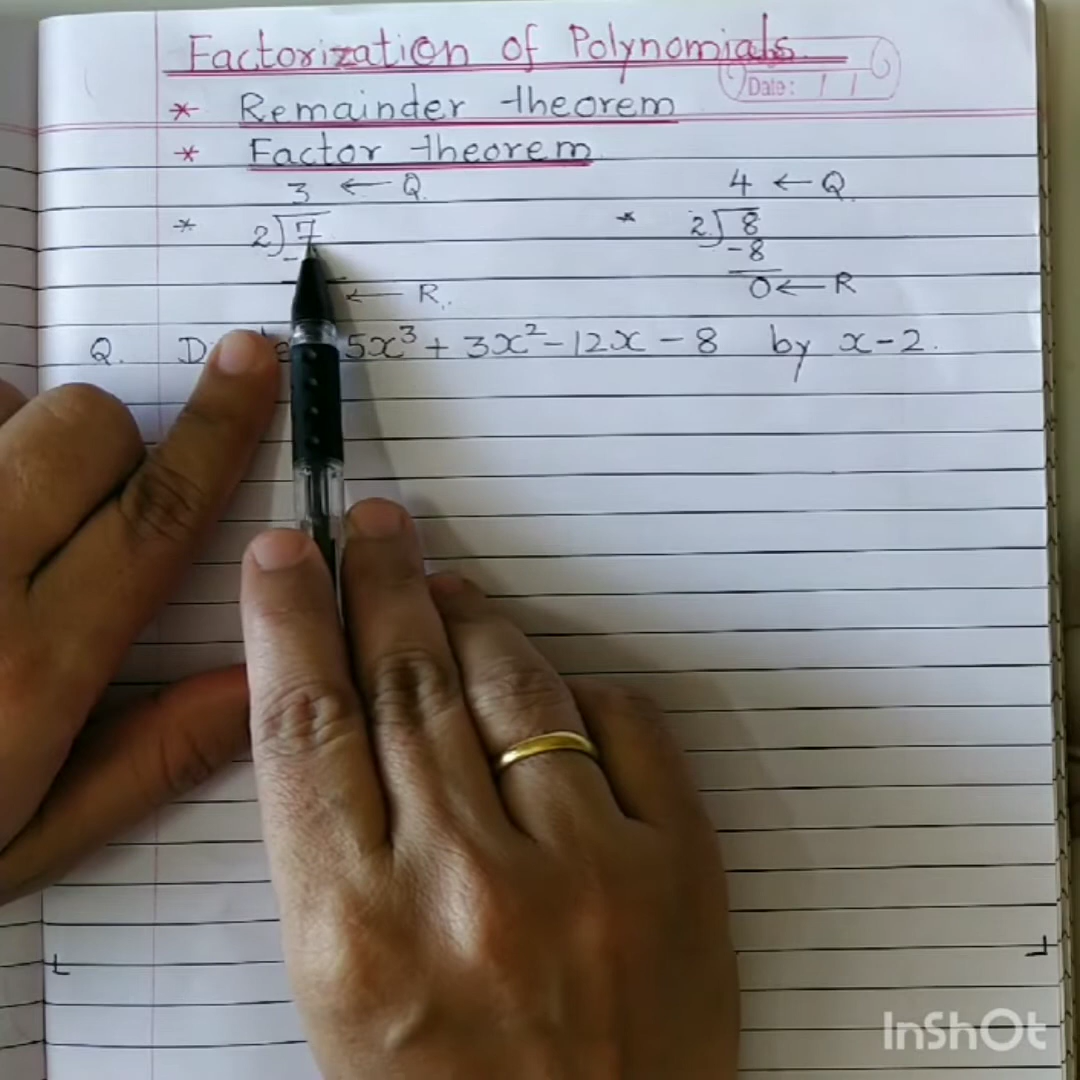 Factorization of Polynomials
Date: / /
* Remainder theorem
* Factor theorem
3 ← Q 4 ← Q
* 2)7 * 2)8
- -8
← R. 0 ← R
Q. 5x³ + 3x² - 12x - 8 by x - 2.
InShOt